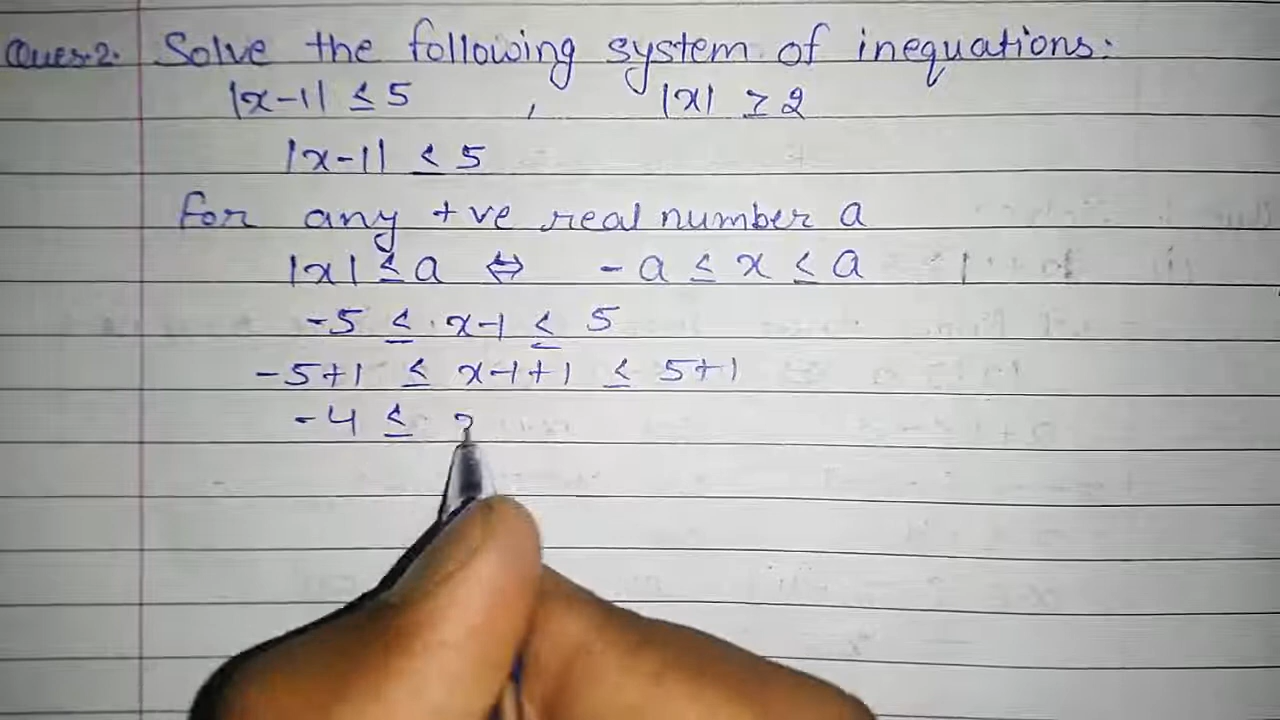 Ques.2. Solve the following system of inequations:
|x-1| ≤ 5 , |x| ≥ 2
|x-1| ≤ 5
for any +ve real number a
|x| ≤ a ⇔ -a ≤ x ≤ a
-5 ≤ x-1 ≤ 5
-5+1 ≤ x-1+1 ≤ 5+1
-4 ≤